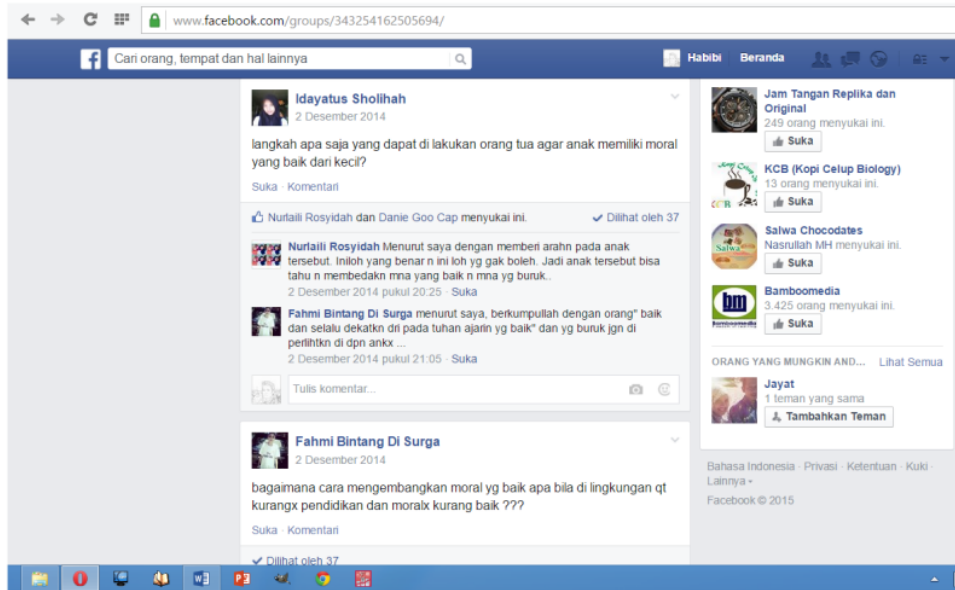 www.facebook.com/groups/343254162505694/
Cari orang, tempat dan hal lainnya
Habibi Beranda
Idayatus Sholihah
2 Desember 2014
langkah apa saja yang dapat di lakukan orang tua agar anak memiliki moral
yang baik dari kecil?
Suka · Komentari
Nurlaili Rosyidah dan Danie Goo Cap menyukai ini.
Dilihat oleh 37
Nurlaili Rosyidah Menurut saya dengan memberi arahn pada anak
tersebut. Iniloh yang benar n ini loh yg gak boleh. Jadi anak tersebut bisa
tahu n membedakn mna yang baik n mna yg buruk..
2 Desember 2014 pukul 20:25 · Suka
Fahmi Bintang Di Surga menurut saya, berkumpullah dengan orang" baik
dan selalu dekatkn dri pada tuhan ajarin yg baik" dan yg buruk jgn di
perlihtkn di dpn ankx ...
2 Desember 2014 pukul 21:05 · Suka
Tulis komentar...
Fahmi Bintang Di Surga
2 Desember 2014
bagaimana cara mengembangkan moral yg baik apa bila di lingkungan qt
kurangx pendidikan dan moralx kurang baik ???
Suka · Komentari
Dilihat oleh 37
Jam Tangan Replika dan
Original
249 orang menyukai ini.
Suka
KCB (Kopi Celup Biology)
13 orang menyukai ini.
Suka
Salwa Chocodates
Nasrullah MH menyukai ini.
Suka
Salwa
Bamboomedia
3.425 orang menyukai ini.
Suka
bm
Bamboomedia
ORANG YANG MUNGKIN AND... Lihat Semua
Jayat
1 teman yang sama
Tambahkan Teman
Bahasa Indonesia · Privasi · Ketentuan · Kuki ·
Lainnya
Facebook © 2015